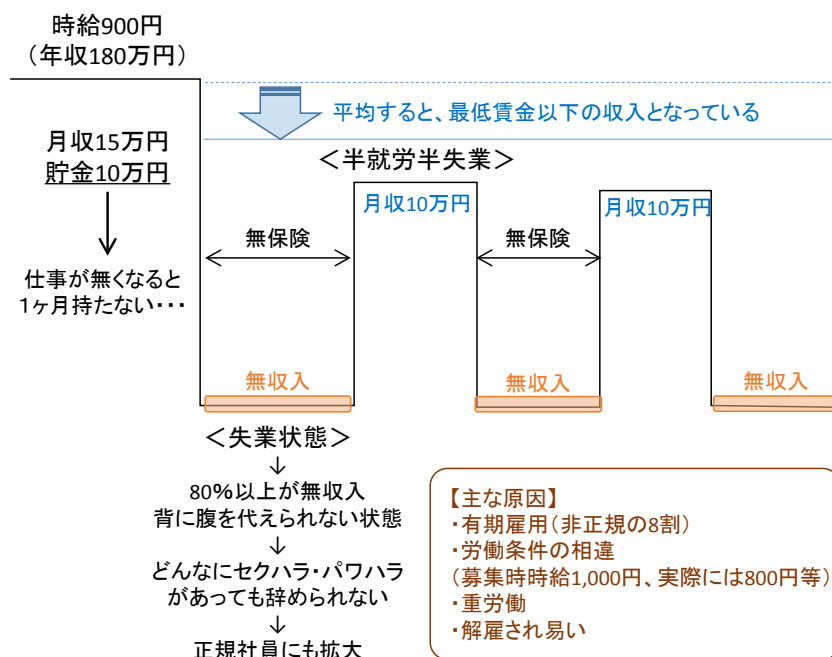 時給900円
（年収180万円）
平均すると、最低賃金以下の収入となっている
月収15万円
貯金10万円
＜半就労半失業＞
月収10万円
月収10万円
無保険
無保険
仕事が無くなると
１ヶ月持たない・・・
無収入
無収入
無収入
＜失業状態＞
↓
80%以上が無収入
背に腹を代えられない状態
↓
どんなにセクハラ・パワハラ
があっても辞められない
↓
正規社員にも拡大
【主な原因】
・有期雇用（非正規の8割）
・労働条件の相違
（募集時時給1,000円、実際には800円等）
・重労働
・解雇され易い